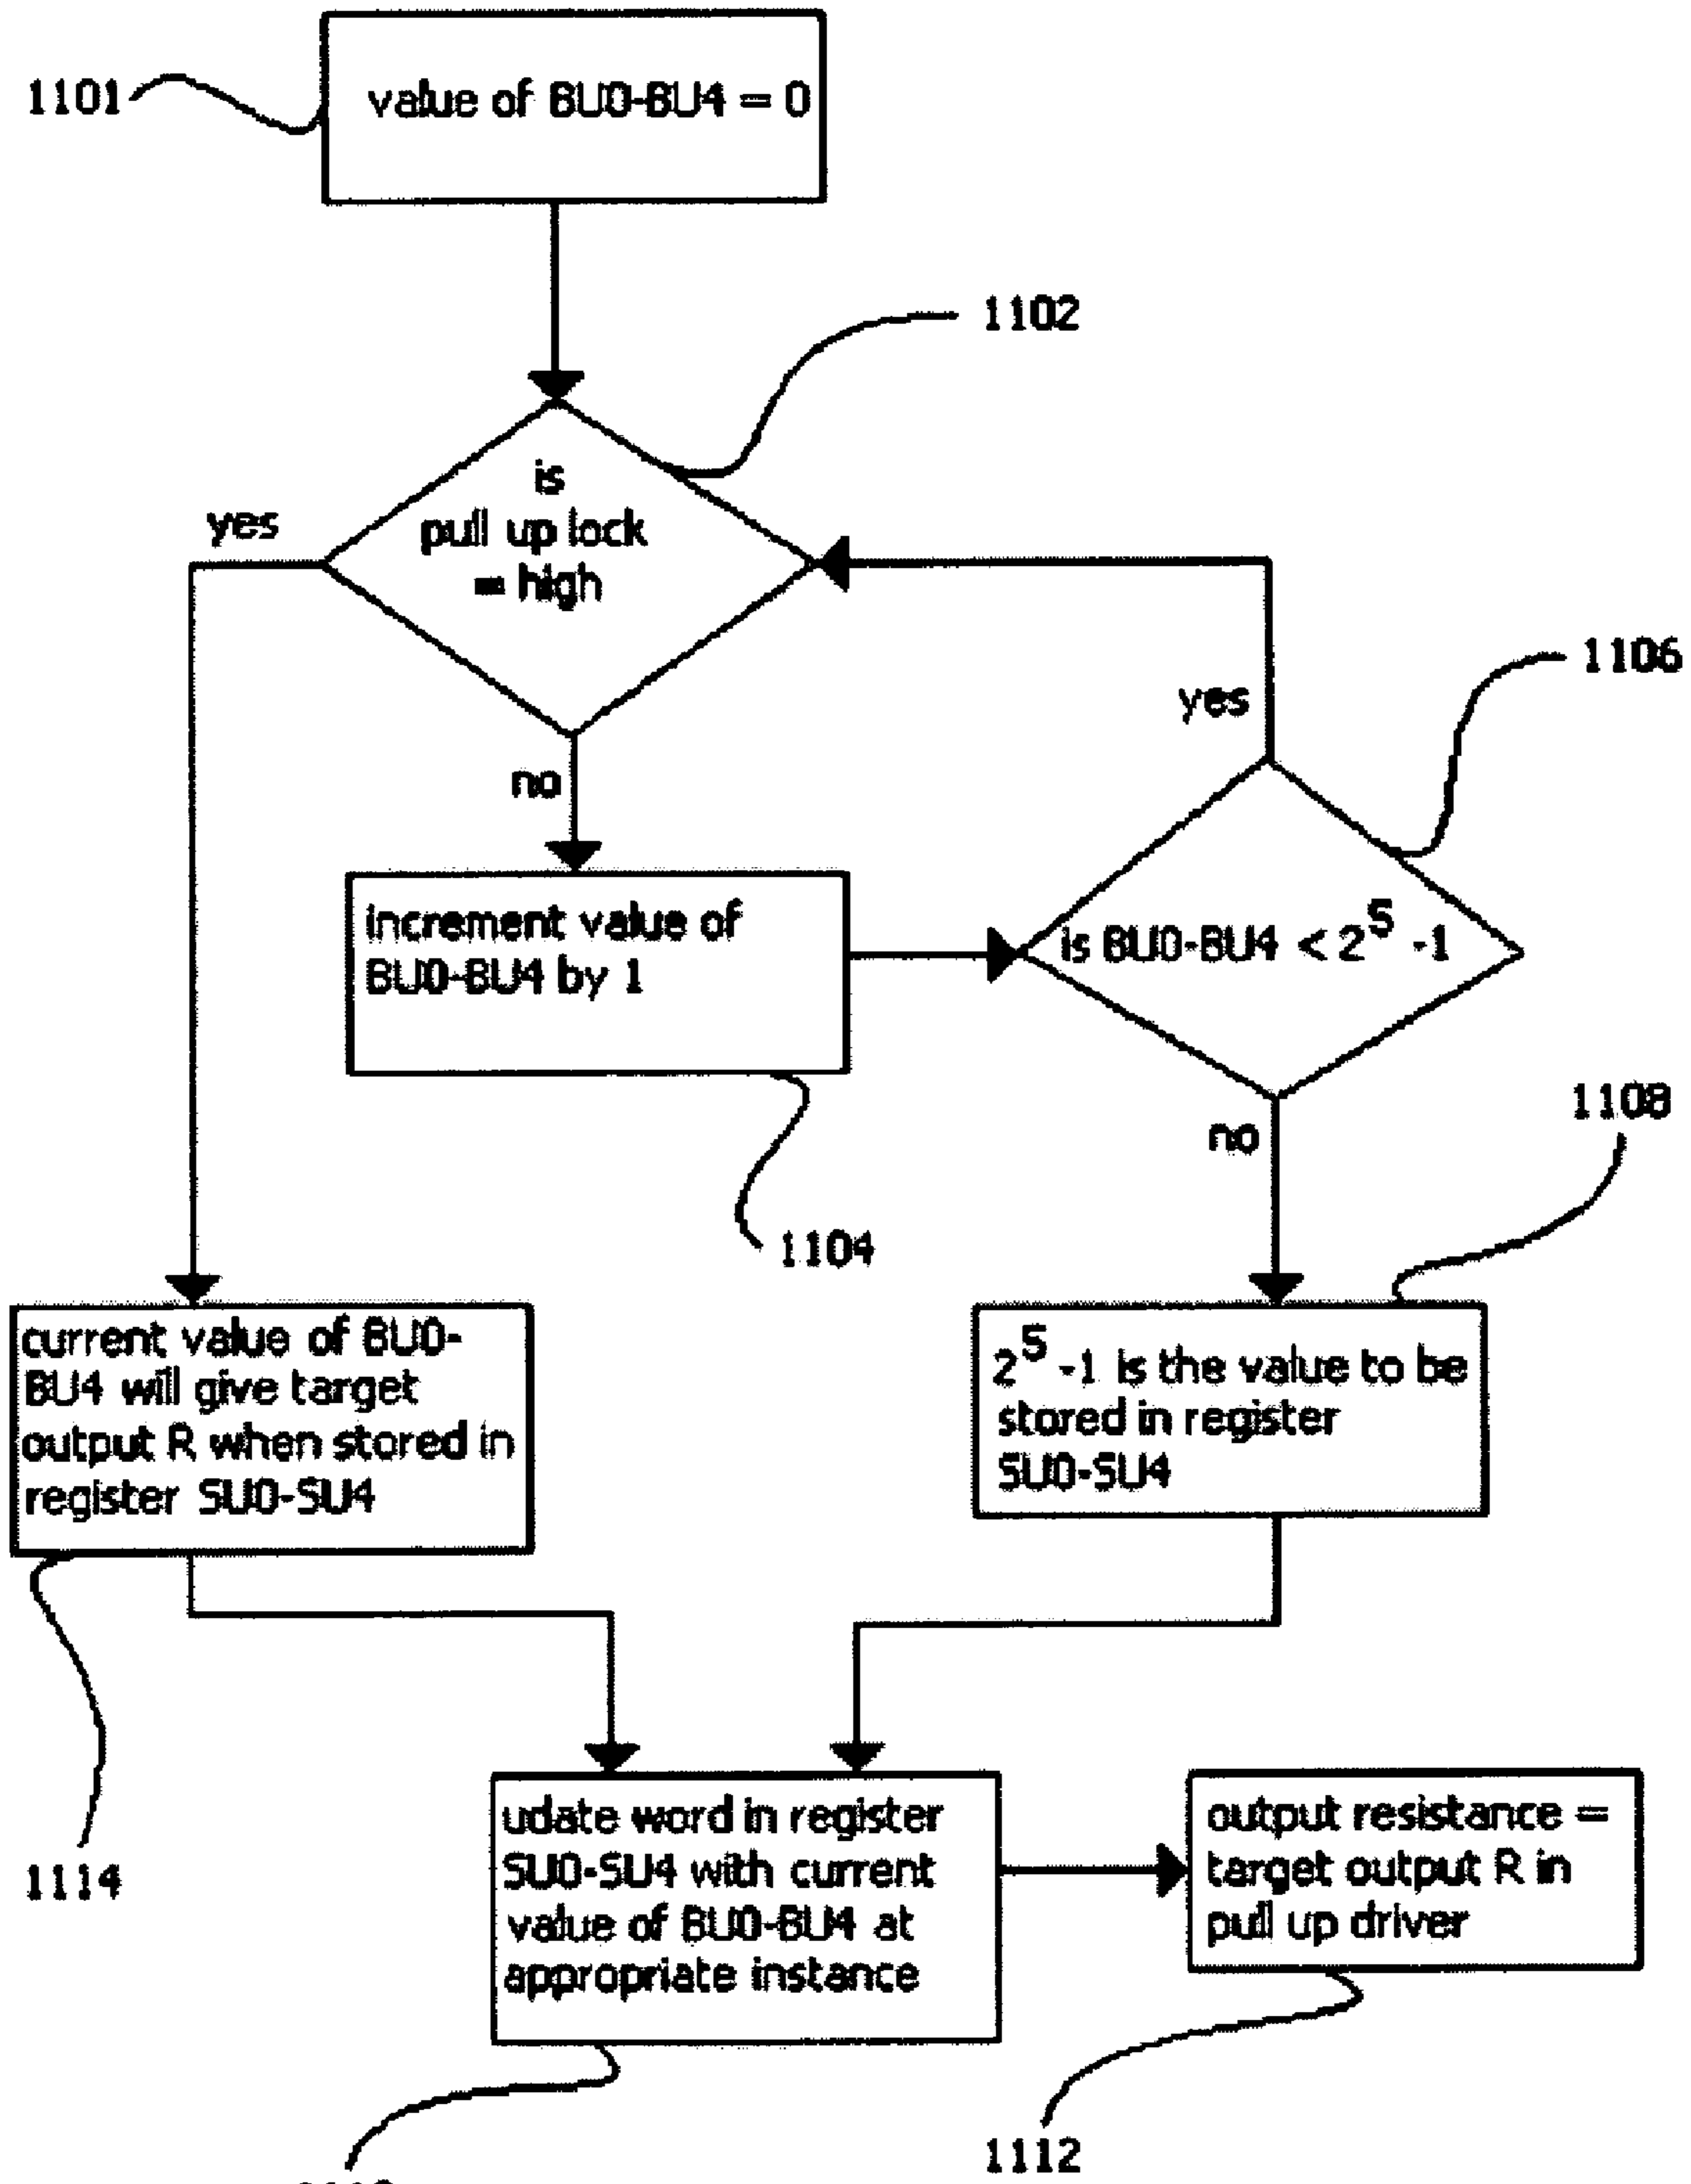 1101
value of BU0-BU4 = 0
1102
is
pull up lock
= high
yes
no
1106
yes
increment value of
BU0-BU4 by 1
is BU0-BU4 < 2^5 -1
1104
no
1108
current value of BU0-
BU4 will give target
output R when stored in
register SU0-SU4
2^5 -1 is the value to be
stored in register
SU0-SU4
1114
udate word in register
SU0-SU4 with current
value of BU0-BU4 at
appropriate instance
output resistance =
target output R in
pull up driver
1112